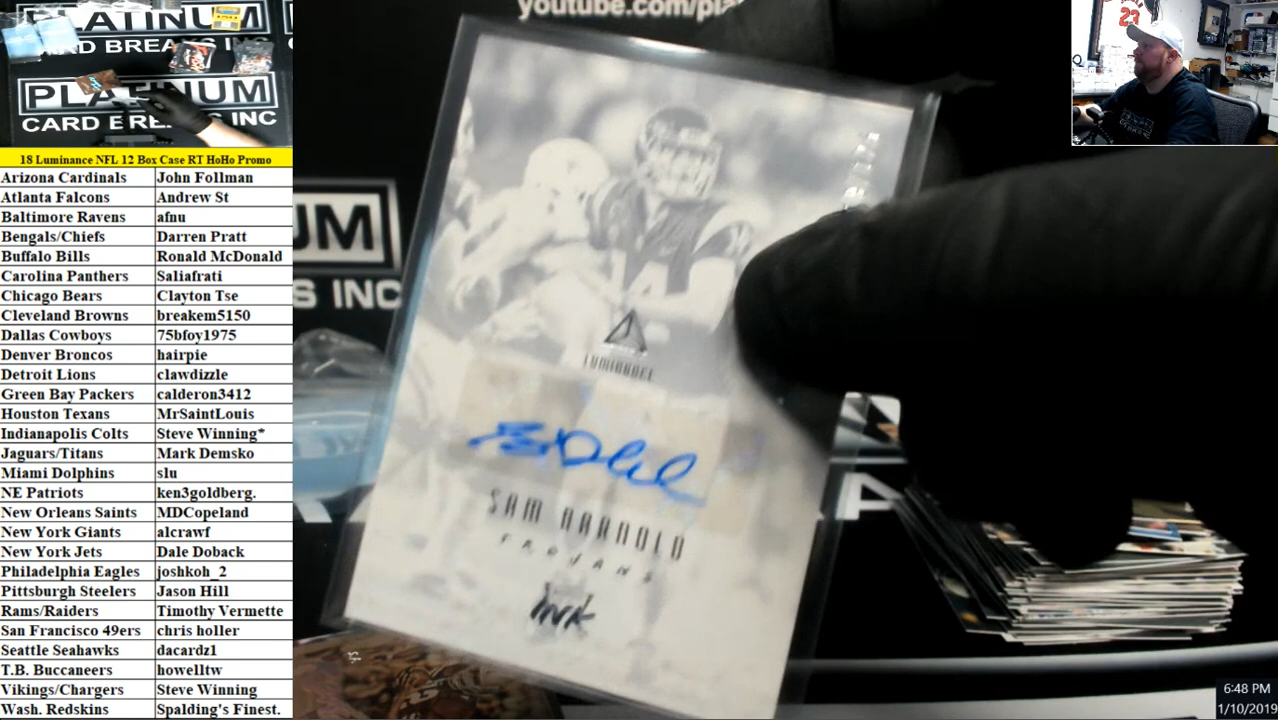 youtube.com/pla
PLATINUM
CARD BREAKS INC
PLATINUM
CARD BREAKS INC
UM
S INC
23
18 Luminance NFL 12 Box Case RT HoHo Promo
Arizona Cardinals John Follman
Atlanta Falcons Andrew St
Baltimore Ravens afnu
Bengals/Chiefs Darren Pratt
Buffalo Bills Ronald McDonald
Carolina Panthers Saliafrati
Chicago Bears Clayton Tse
Cleveland Browns breakem5150
Dallas Cowboys 75bfoy1975
Denver Broncos hairpie
Detroit Lions clawdizzle
Green Bay Packers calderon3412
Houston Texans MrSaintLouis
Indianapolis Colts Steve Winning*
Jaguars/Titans Mark Demsko
Miami Dolphins slu
NE Patriots ken3goldberg.
New Orleans Saints MDCopeland
New York Giants alcrawf
New York Jets Dale Doback
Philadelphia Eagles joshkoh_2
Pittsburgh Steelers Jason Hill
Rams/Raiders Timothy Vermette
San Francisco 49ers chris holler
Seattle Seahawks dacardz1
T.B. Buccaneers howelltw
Vikings/Chargers Steve Winning
Wash. Redskins Spalding's Finest.
14
LUMINANCE
SAM DARNOLD
TROJANS
INK
6:48 PM
1/10/2019